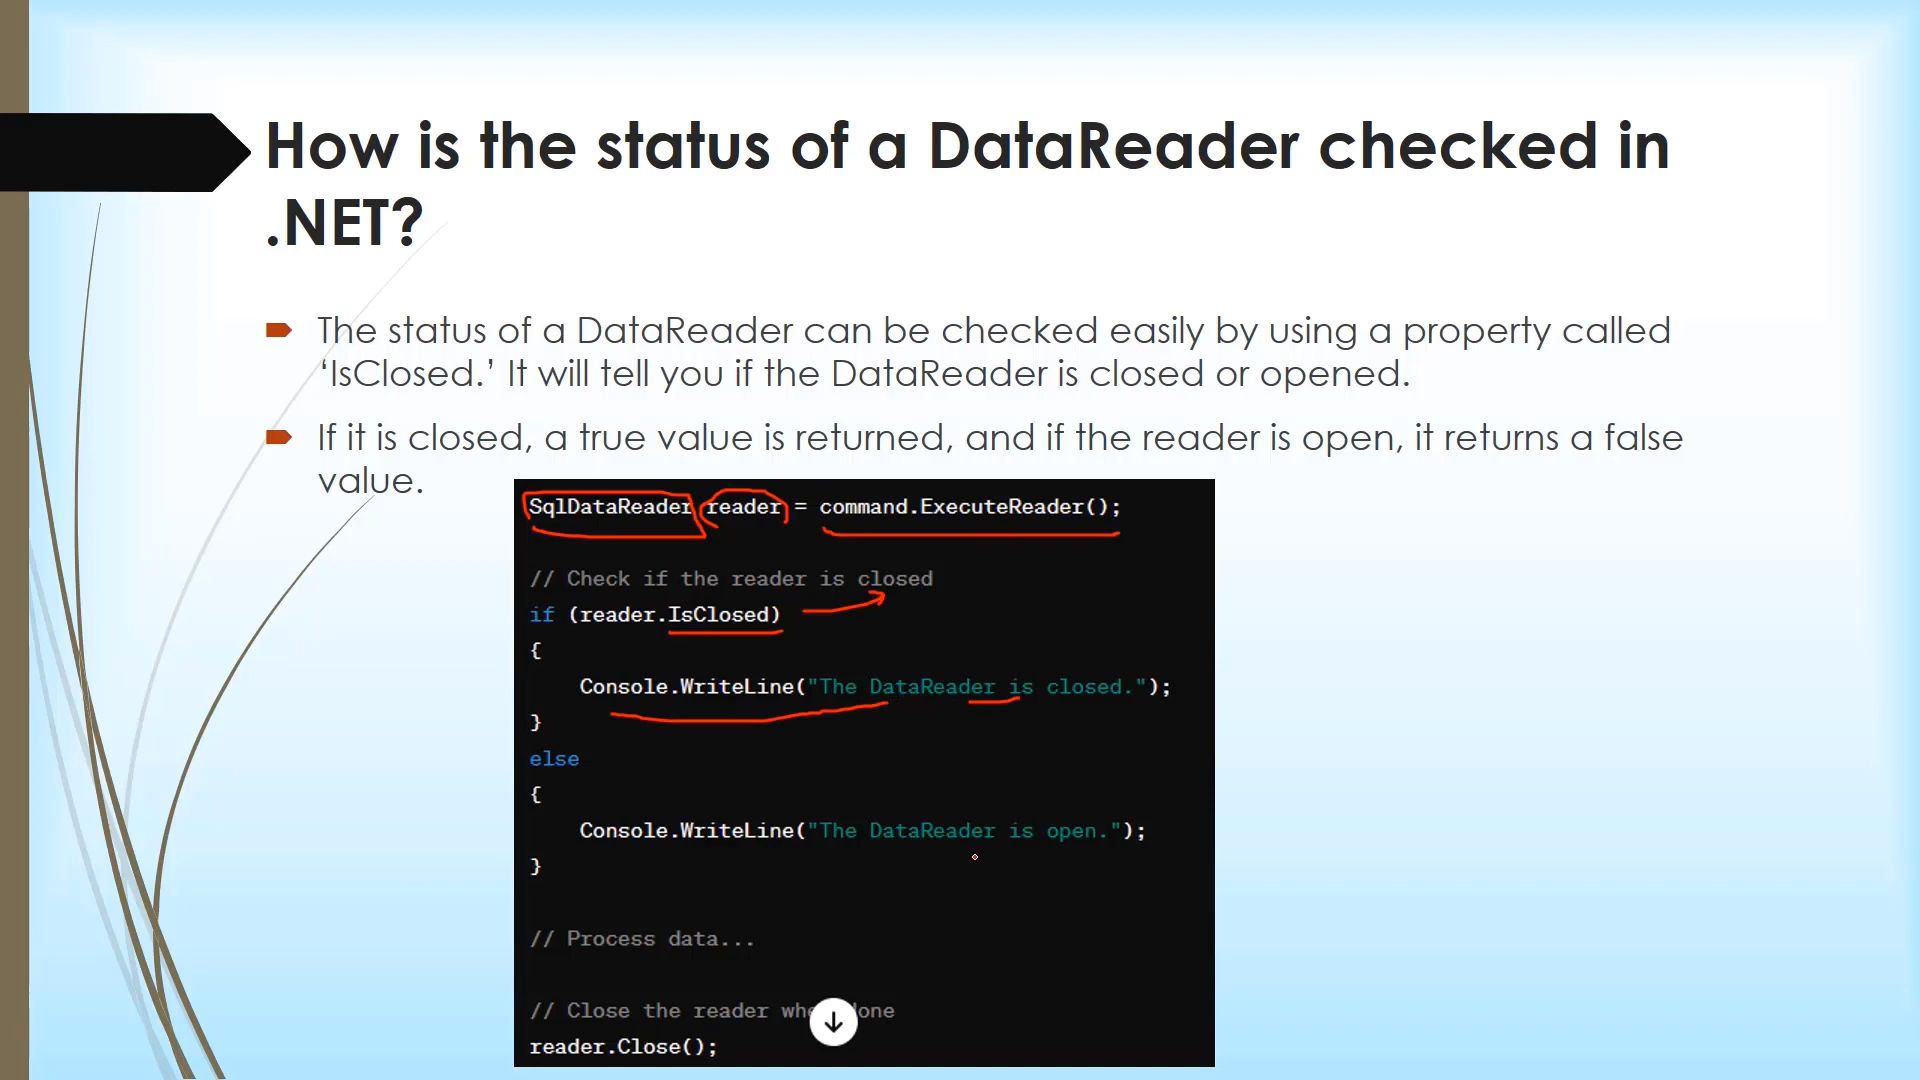 How is the status of a DataReader checked in
.NET?
The status of a DataReader can be checked easily by using a property called
‘IsClosed.’ It will tell you if the DataReader is closed or opened.
If it is closed, a true value is returned, and if the reader is open, it returns a false
value.
SqlDataReader reader = command.ExecuteReader();
// Check if the reader is closed
if (reader.IsClosed)
{
Console.WriteLine("The DataReader is closed.");
}
else
{
Console.WriteLine("The DataReader is open.");
}
// Process data...
// Close the reader
reader.Close();